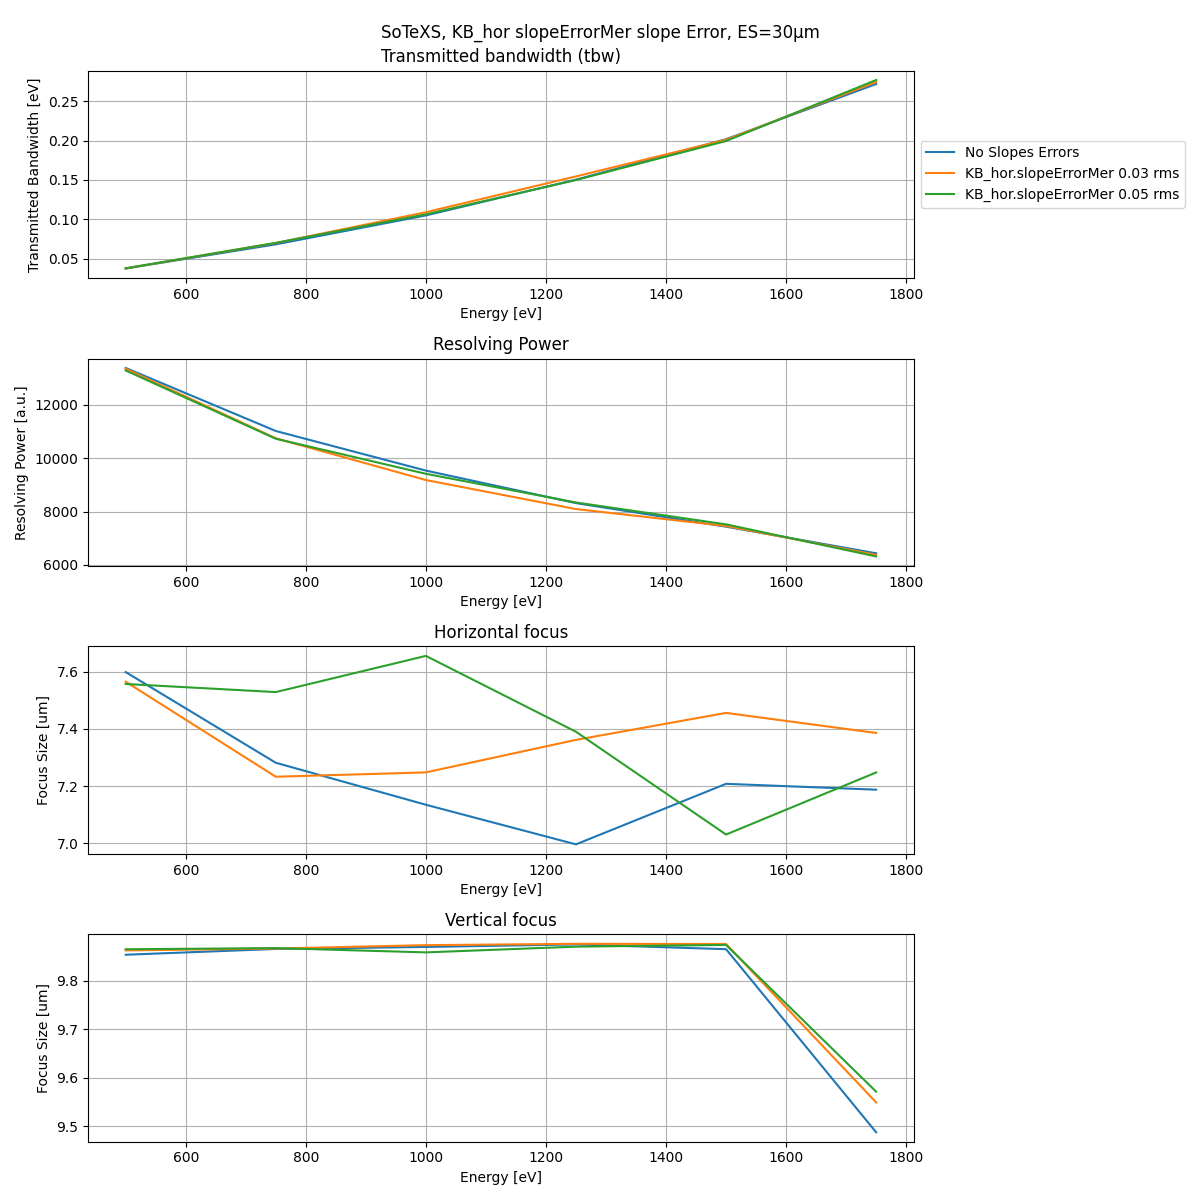 SoTeXS, KB_hor slopeErrorMer slope Error, ES=30µm
Transmitted bandwidth (tbw)
Transmitted Bandwidth [eV]
0.25
0.20
0.15
0.10
0.05
600 800 1000 1200 1400 1600 1800
Energy [eV]
No Slopes Errors
KB_hor.slopeErrorMer 0.03 rms
KB_hor.slopeErrorMer 0.05 rms
Resolving Power
Resolving Power [a.u.]
12000
10000
8000
6000
600 800 1000 1200 1400 1600 1800
Energy [eV]
Horizontal focus
Focus Size [um]
7.6
7.4
7.2
7.0
600 800 1000 1200 1400 1600 1800
Energy [eV]
Vertical focus
Focus Size [um]
9.8
9.7
9.6
9.5
600 800 1000 1200 1400 1600 1800
Energy [eV]